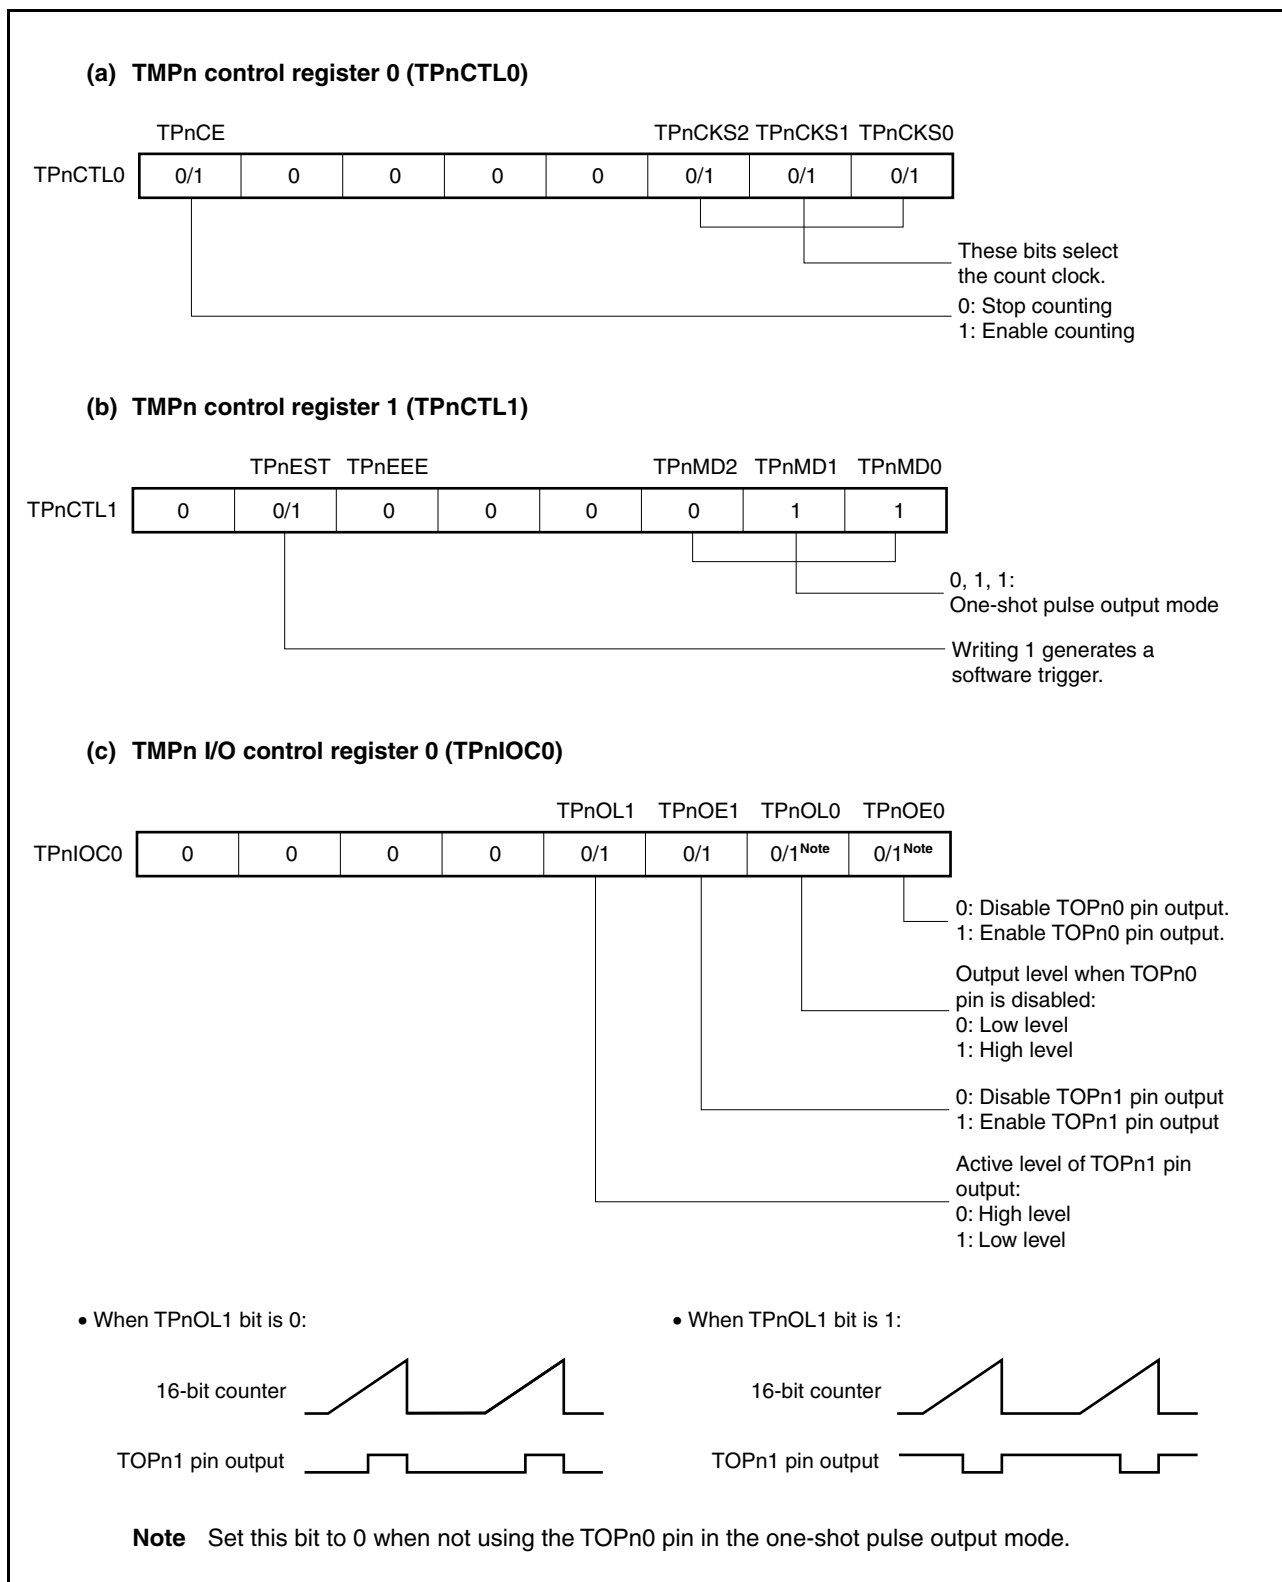 (a) TMPn control register 0 (TPnCTL0)
TPnCE TPnCKS2 TPnCKS1 TPnCKS0
TPnCTL0 0/1 0 0 0 0 0/1 0/1 0/1
These bits select
the count clock.
0: Stop counting
1: Enable counting
(b) TMPn control register 1 (TPnCTL1)
TPnEST TPnEEE TPnMD2 TPnMD1 TPnMD0
TPnCTL1 0 0/1 0 0 0 0 1 1
0, 1, 1:
One-shot pulse output mode
Writing 1 generates a
software trigger.
(c) TMPn I/O control register 0 (TPnIOC0)
TPnOL1 TPnOE1 TPnOL0 TPnOE0
TPnIOC0 0 0 0 0 0/1 0/1 0/1Note 0/1Note
0: Disable TOPn0 pin output.
1: Enable TOPn0 pin output.
Output level when TOPn0
pin is disabled:
0: Low level
1: High level
0: Disable TOPn1 pin output
1: Enable TOPn1 pin output
Active level of TOPn1 pin
output:
0: High level
1: Low level
• When TPnOL1 bit is 0: • When TPnOL1 bit is 1:
16-bit counter 16-bit counter
TOPn1 pin output TOPn1 pin output
Note Set this bit to 0 when not using the TOPn0 pin in the one-shot pulse output mode.